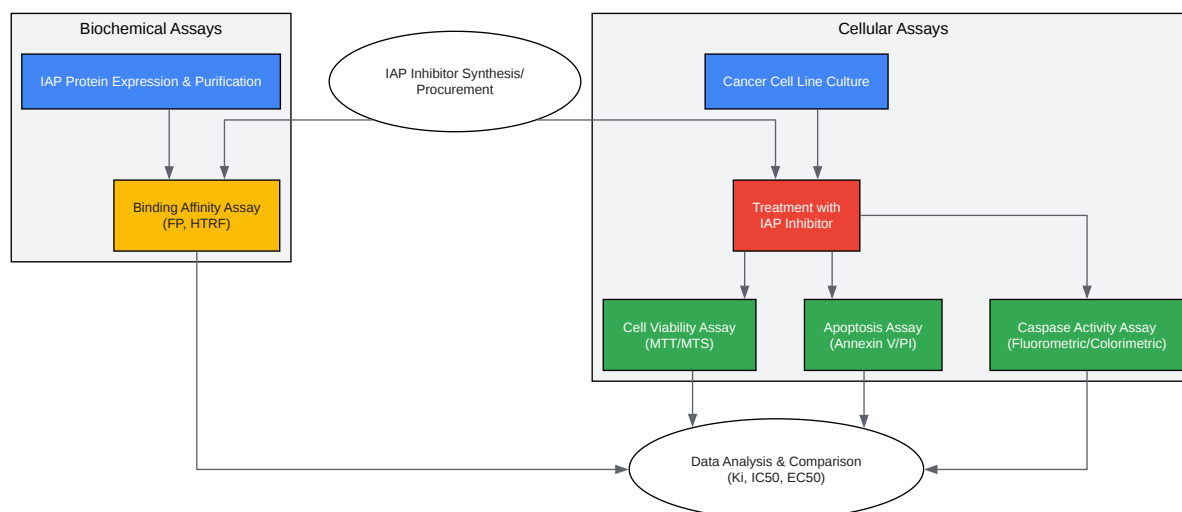 Biochemical Assays
Cellular Assays
IAP Protein Expression & Purification
IAP Inhibitor Synthesis/
Procurement
Cancer Cell Line Culture
Binding Affinity Assay
(FP, HTRF)
Treatment with
IAP Inhibitor
Cell Viability Assay
(MTT/MTS)
Apoptosis Assay
(Annexin V/PI)
Caspase Activity Assay
(Fluorometric/Colorimetric)
Data Analysis & Comparison
(Ki, IC50, EC50)